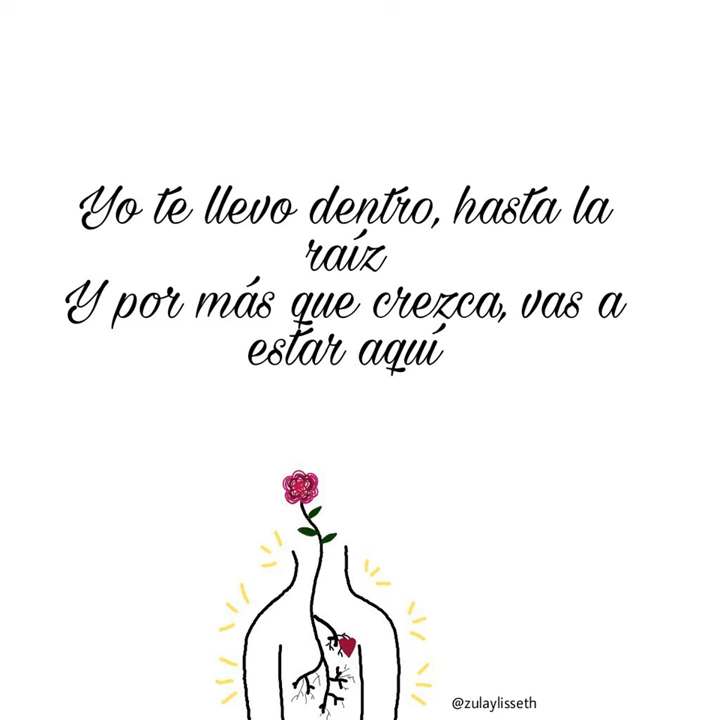 Yo te llevo dentro, hasta la
raíz
Y por más que crezca, vas a
estar aquí
@zulaylisseth